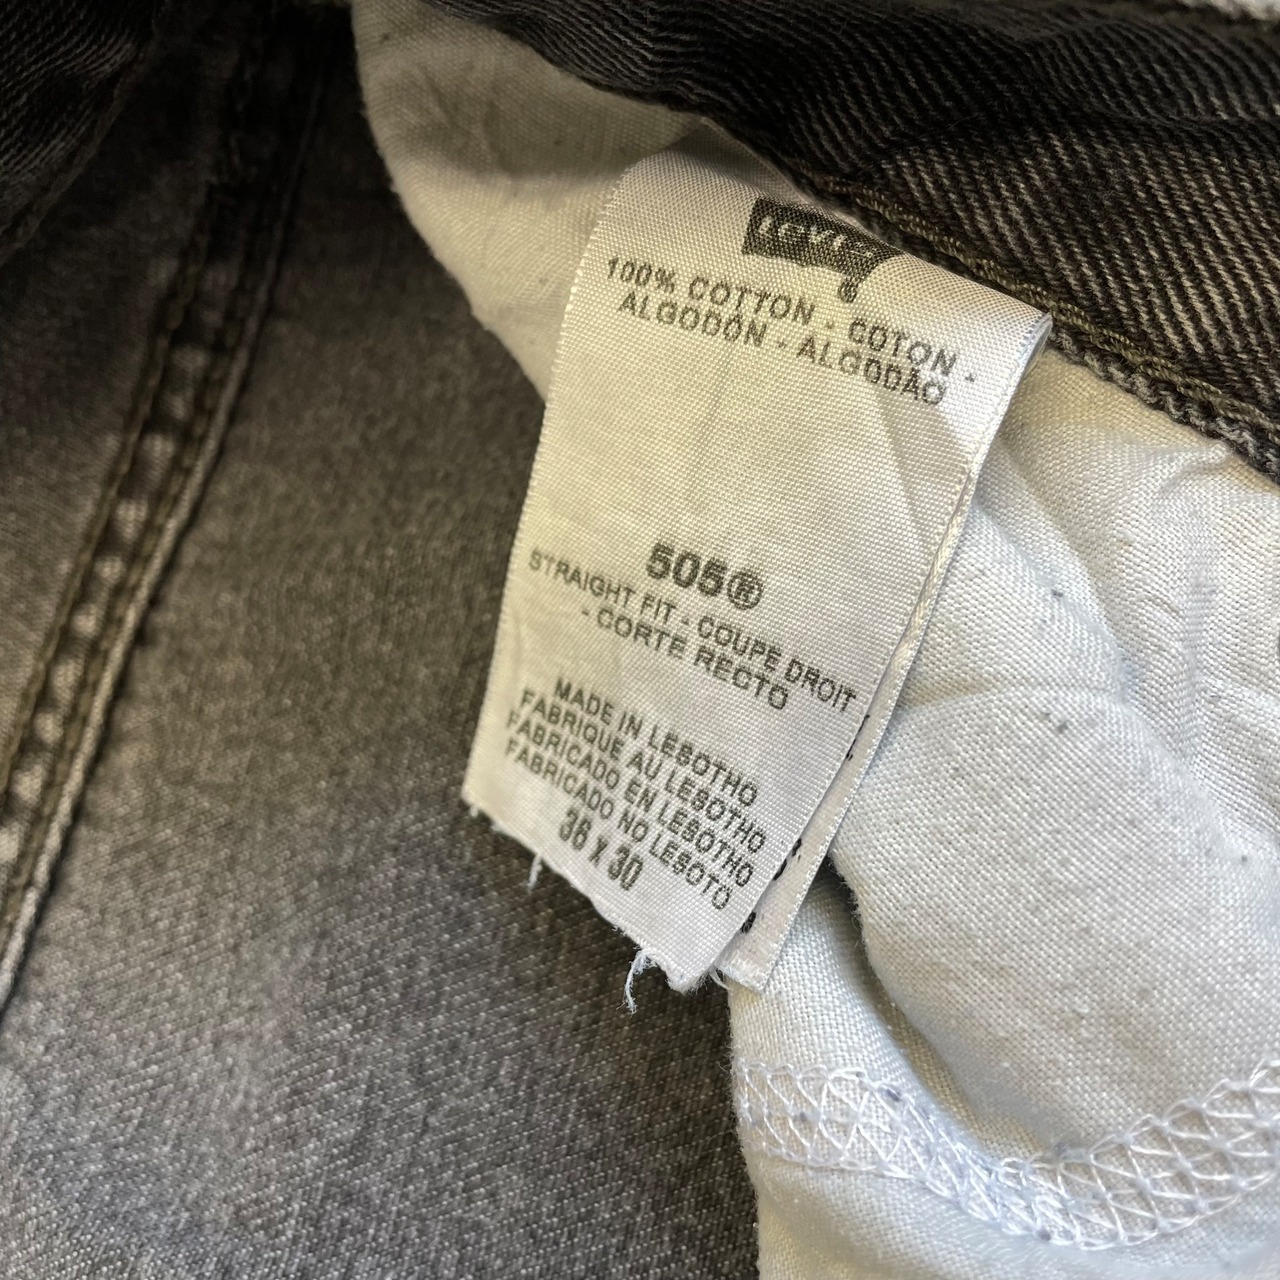 Levi's
100% COTTON - COTON -
ALGODÓN - ALGODÃO
505®
STRAIGHT FIT - COUPE DROIT
- CORTE RECTO
MADE IN LESOTHO
FABRIQUE AU LESOTHO
FABRICADO EN LESOTHO
FABRICADO NO LESOTO
36 x 30